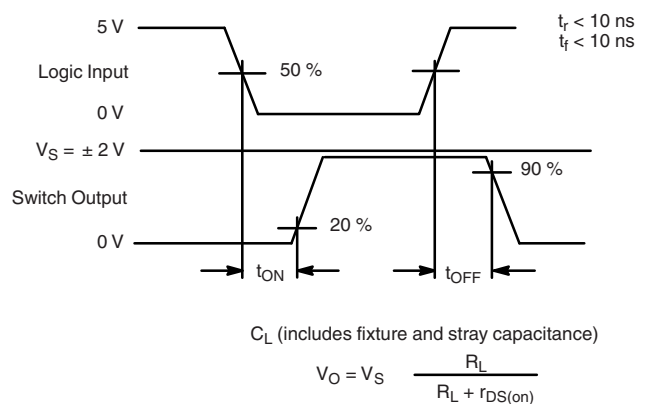 5 V
t_r < 10 ns
t_f < 10 ns
Logic Input
50 %
0 V
V_S = ± 2 V
90 %
Switch Output
20 %
0 V
t_ON
t_OFF
C_L (includes fixture and stray capacitance)
V_O = V_S R_L / R_L + r_DS(on)